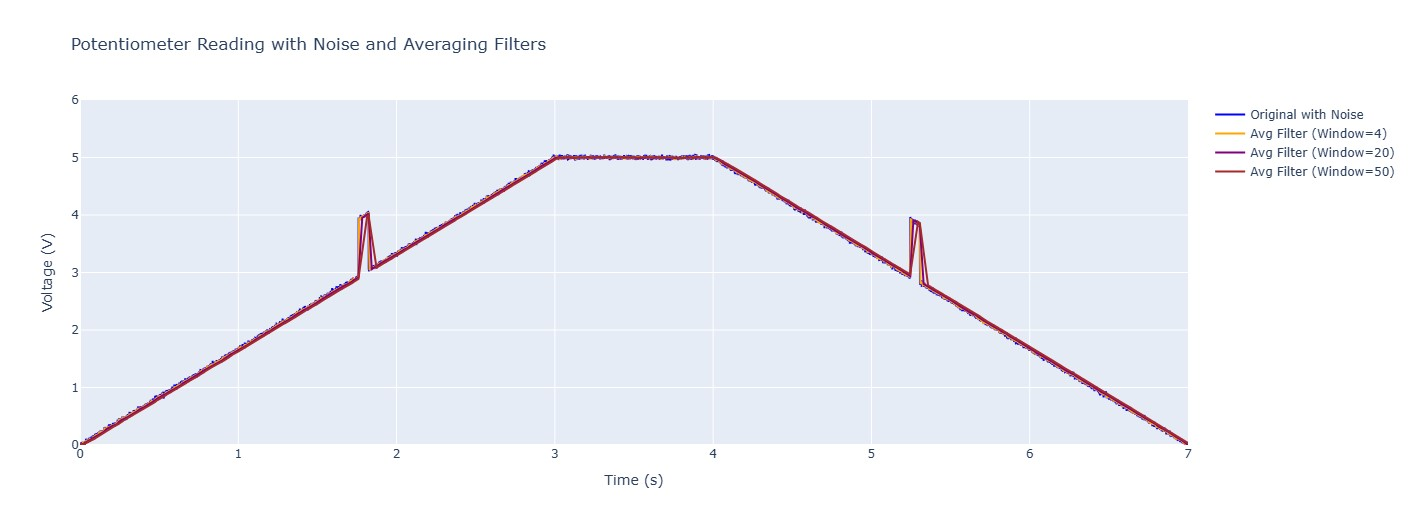 Potentiometer Reading with Noise and Averaging Filters
Original with Noise
Avg Filter (Window=4)
Avg Filter (Window=20)
Avg Filter (Window=50)
Voltage (V)
6
5
4
3
2
1
0
0 1 2 3 4 5 6 7
Time (s)